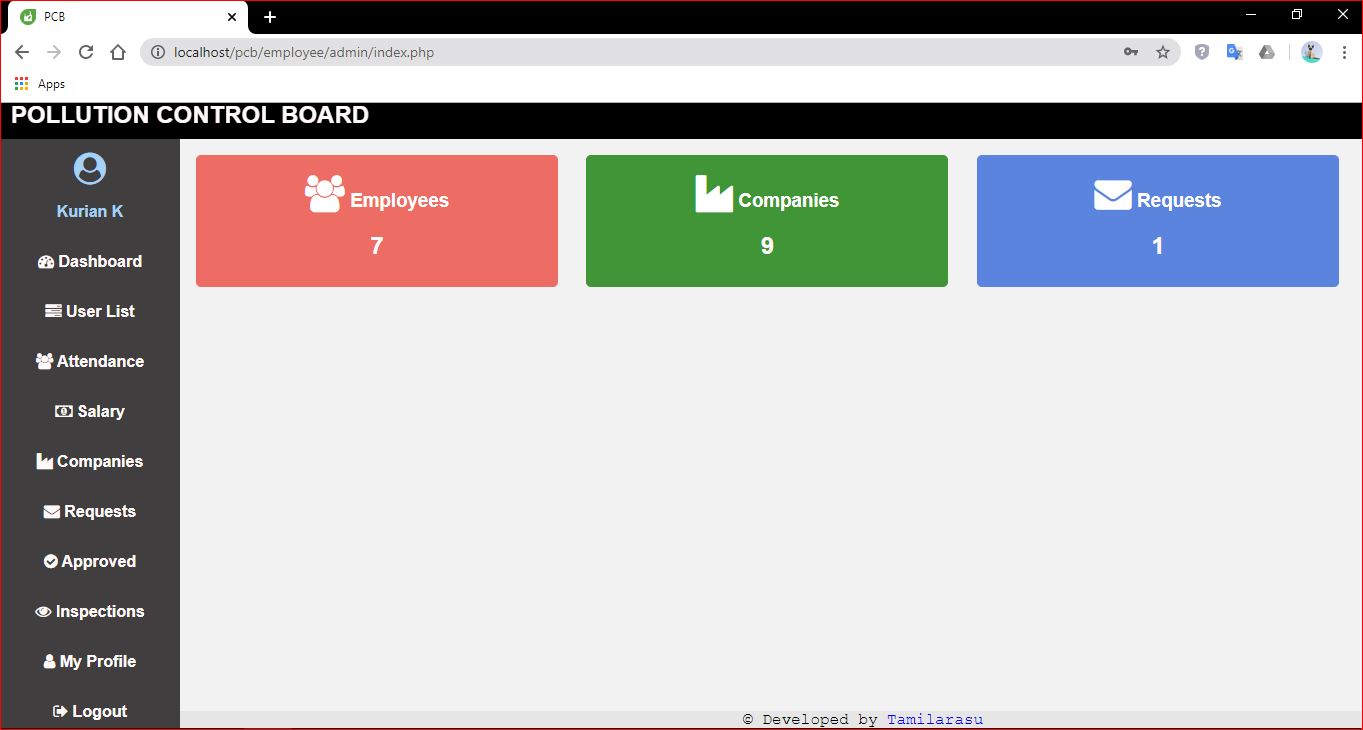 PCB
localhost/pcb/employee/admin/index.php
Apps
POLLUTION CONTROL BOARD
Kurian K
Dashboard
User List
Attendance
Salary
Companies
Requests
Approved
Inspections
My Profile
Logout
Employees
7
Companies
9
Requests
1
© Developed by Tamilarasu